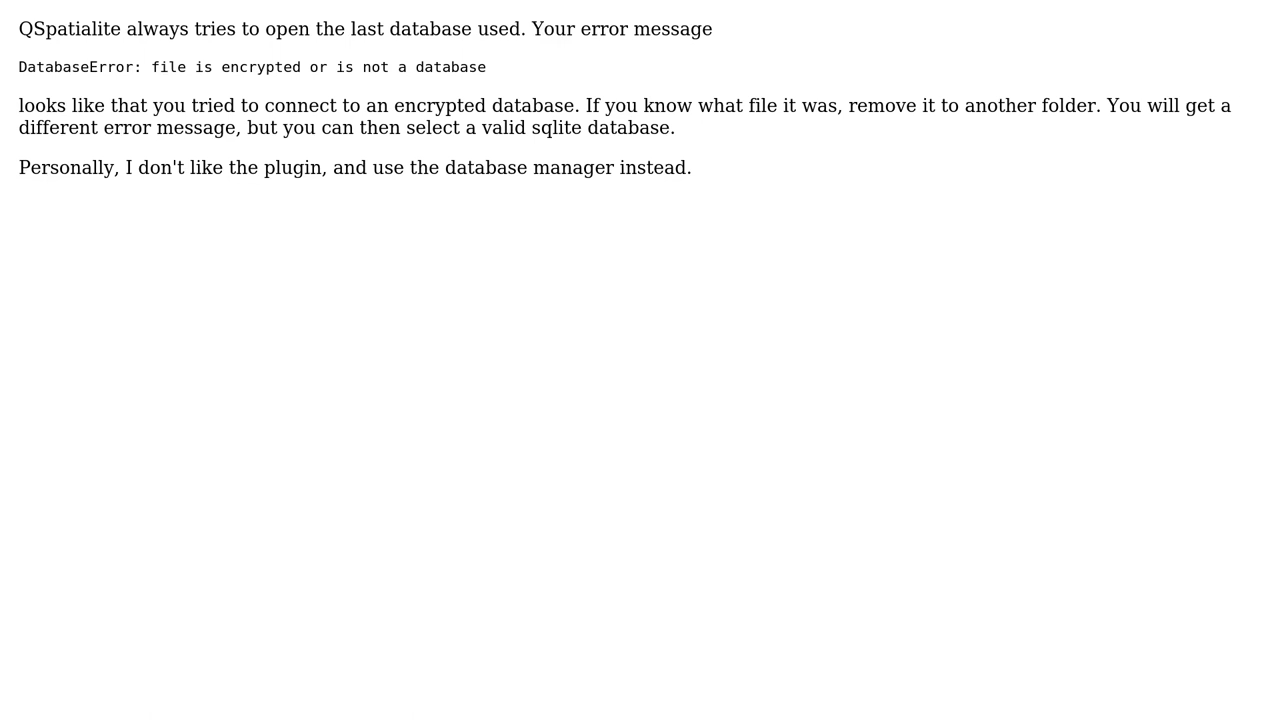 QSpatialite always tries to open the last database used. Your error message
DatabaseError: file is encrypted or is not a database
looks like that you tried to connect to an encrypted database. If you know what file it was, remove it to another folder. You will get a
different error message, but you can then select a valid sqlite database.
Personally, I don't like the plugin, and use the database manager instead.